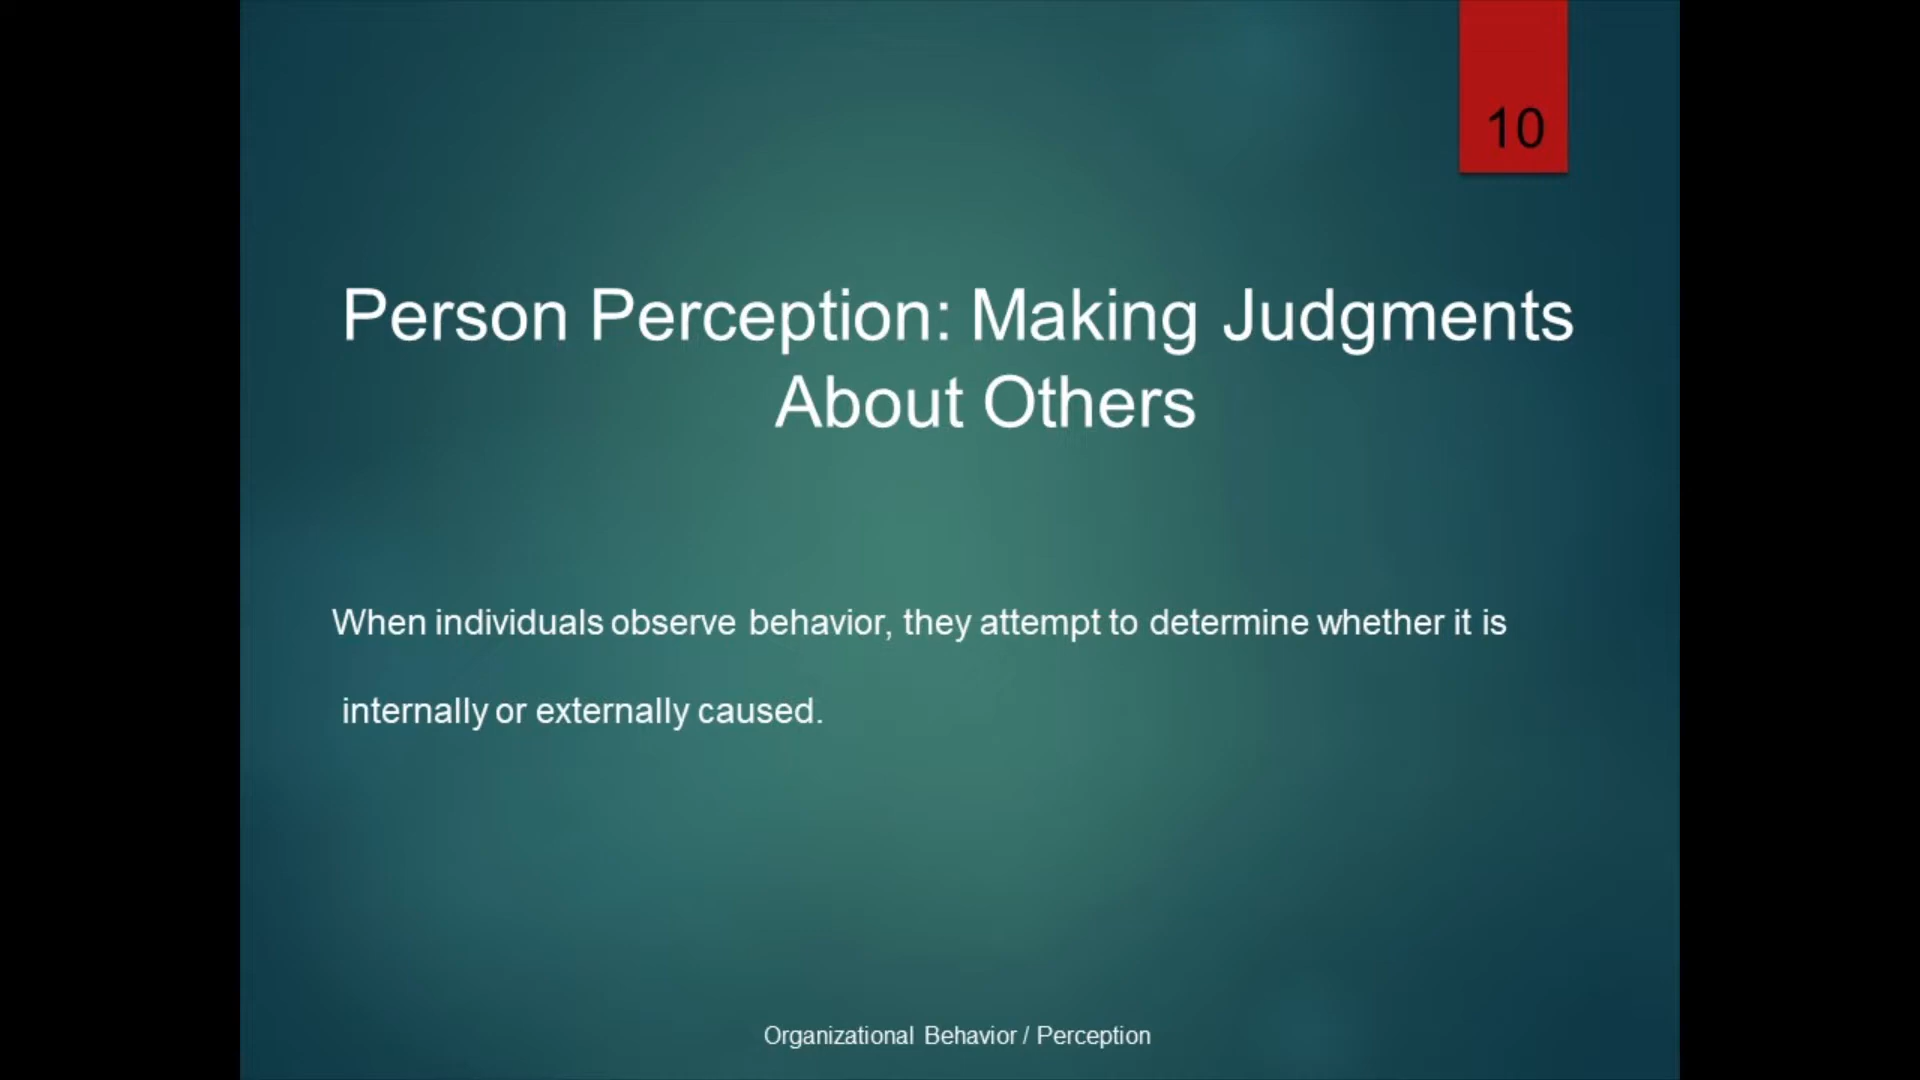 10
Person Perception: Making Judgments
About Others
When individuals observe behavior, they attempt to determine whether it is
internally or externally caused.
Organizational Behavior / Perception